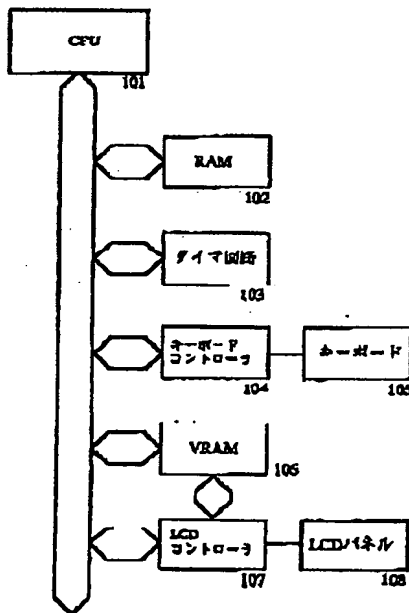 CPU
101
RAM
102
タイマ回路
103
キーボード
コントローラ
104
キーボード
105
VRAM
106
LCD
コントローラ
107
LCDパネル
108